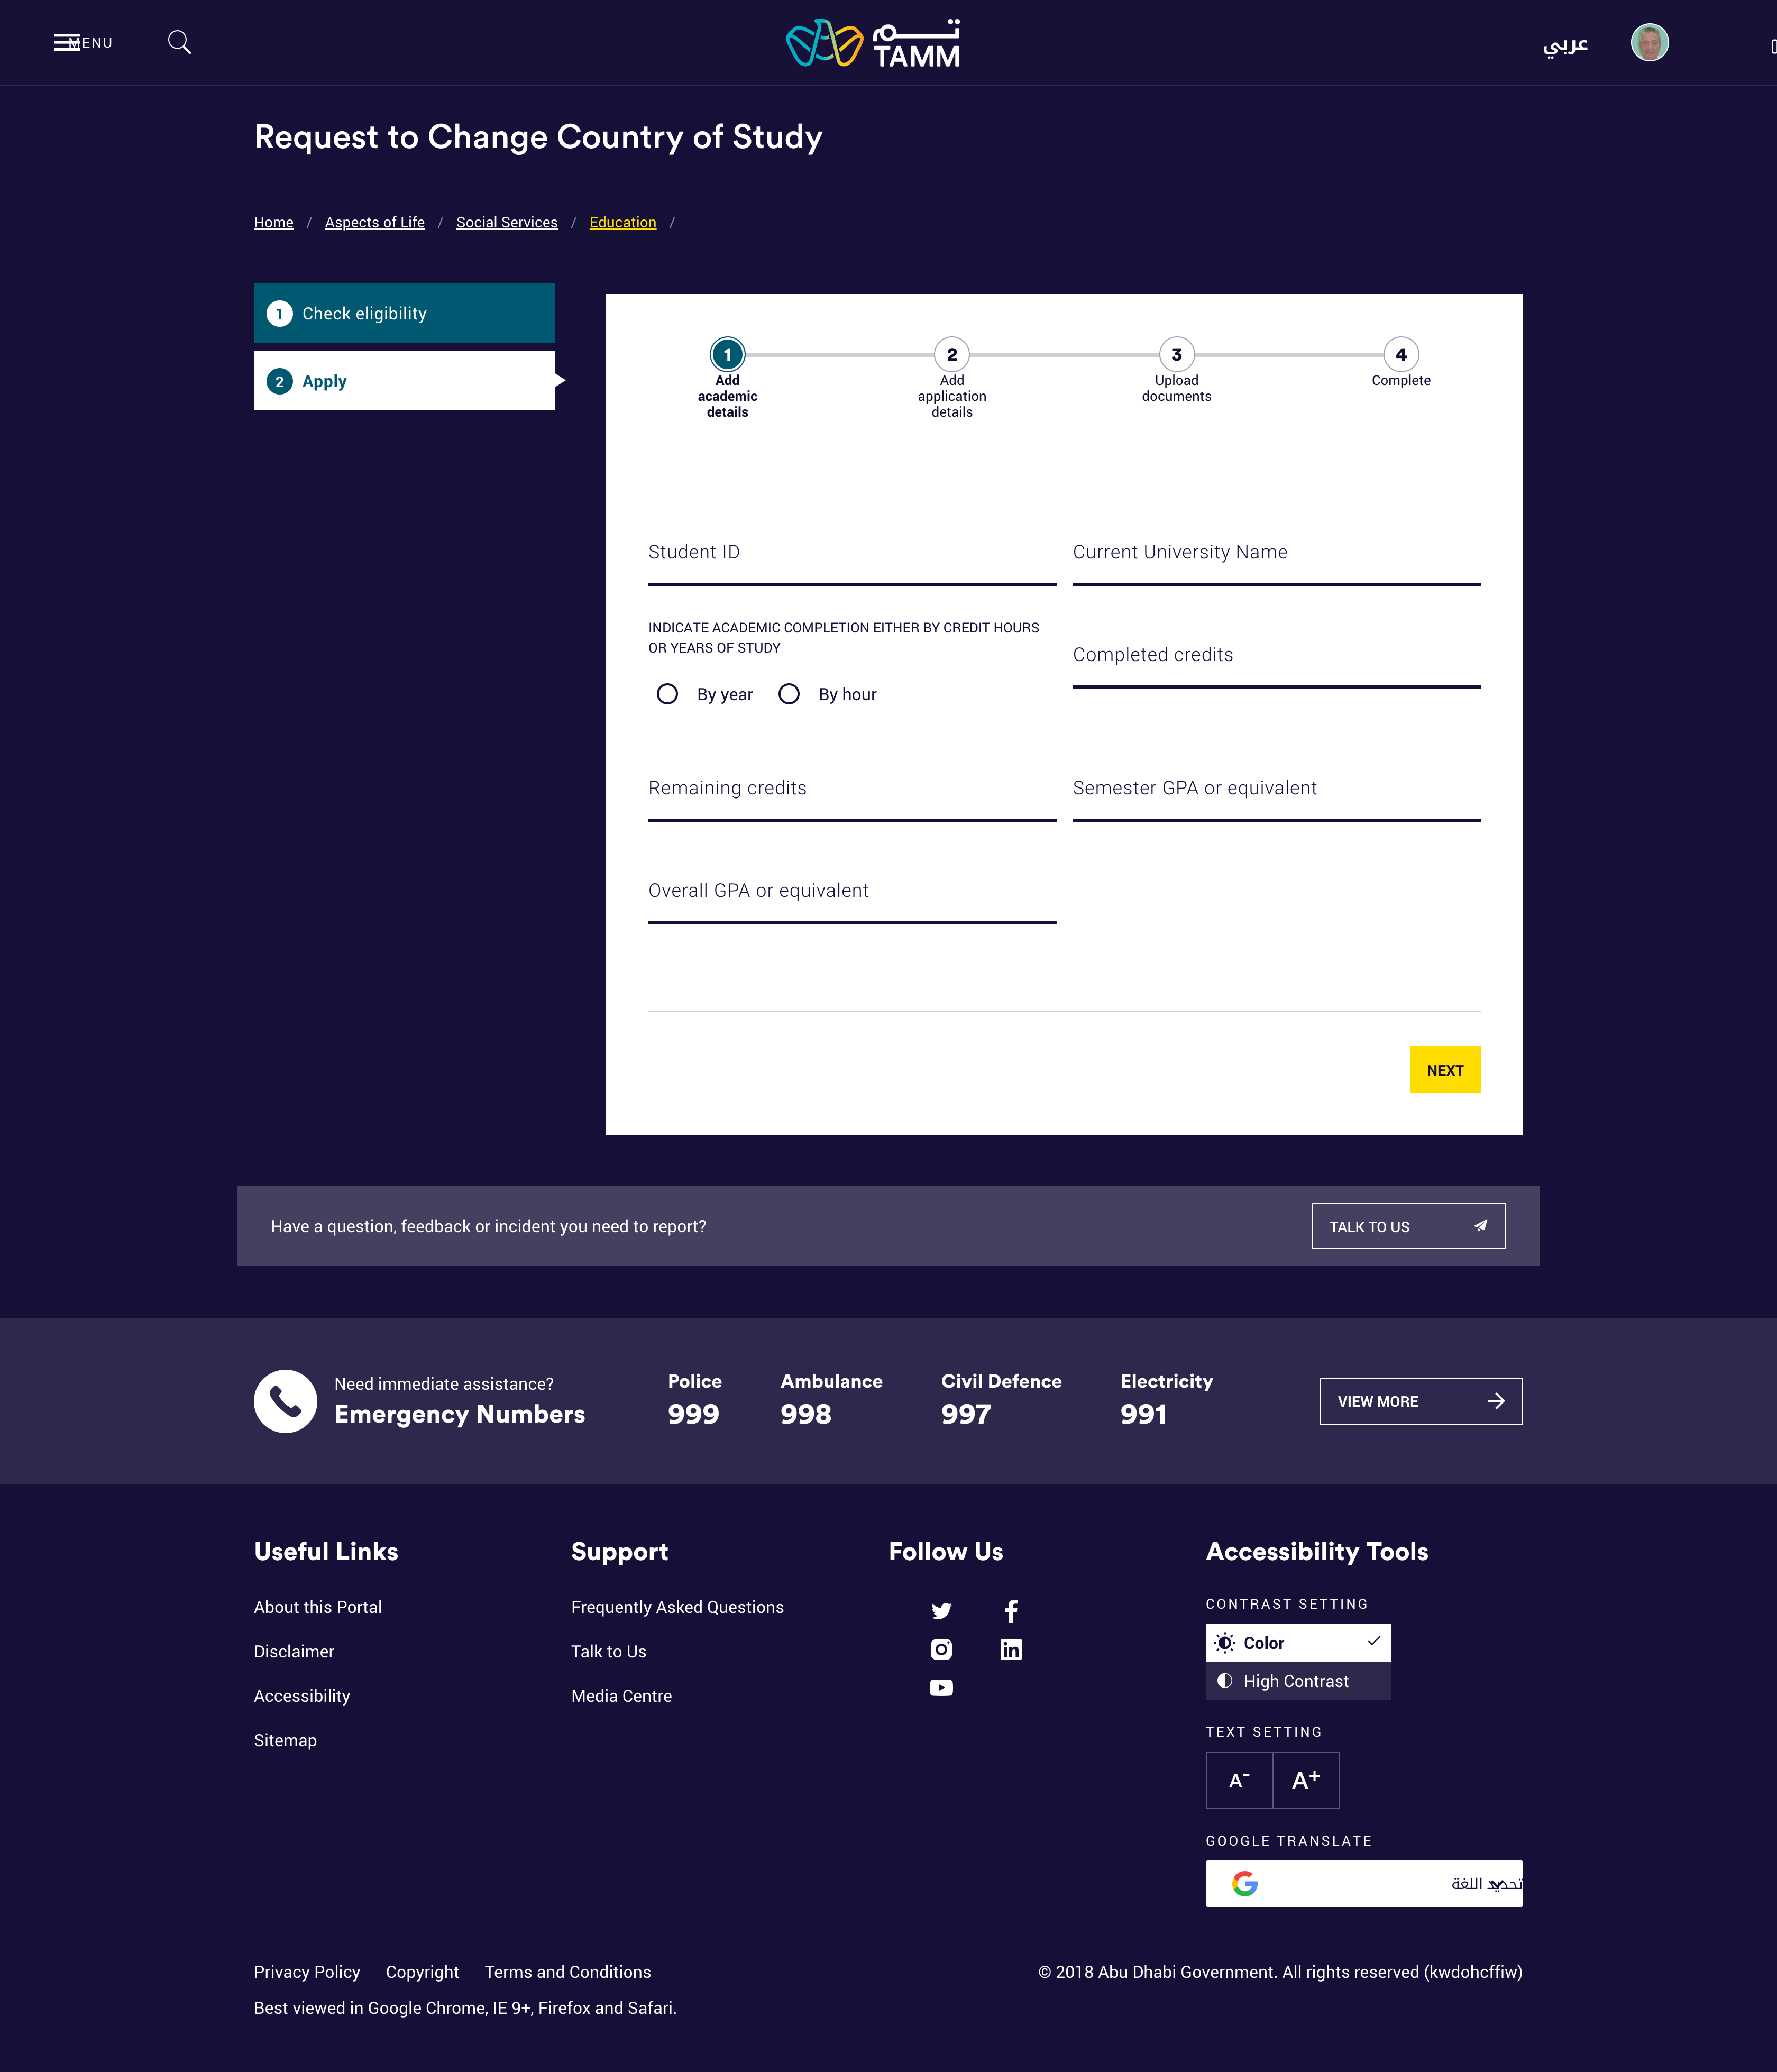 MENU
تـــم
TAMM
عربي
Request to Change Country of Study
Home / Aspects of Life / Social Services / Education /
1 Check eligibility
2 Apply
1 2 3 4
Add academic details
Add application details
Upload documents
Complete
Student ID
Current University Name
INDICATE ACADEMIC COMPLETION EITHER BY CREDIT HOURS
OR YEARS OF STUDY
By year By hour
Completed credits
Remaining credits
Semester GPA or equivalent
Overall GPA or equivalent
NEXT
Have a question, feedback or incident you need to report?
TALK TO US
Need immediate assistance?
Emergency Numbers
Police
999
Ambulance
998
Civil Defence
997
Electricity
991
VIEW MORE
Useful Links
About this Portal
Disclaimer
Accessibility
Sitemap
Support
Frequently Asked Questions
Talk to Us
Media Centre
Follow Us
Accessibility Tools
CONTRAST SETTING
Color
High Contrast
TEXT SETTING
A- A+
GOOGLE TRANSLATE
تحديد اللغة
Privacy Policy Copyright Terms and Conditions
© 2018 Abu Dhabi Government. All rights reserved (kwdohcffiw)
Best viewed in Google Chrome, IE 9+, Firefox and Safari.